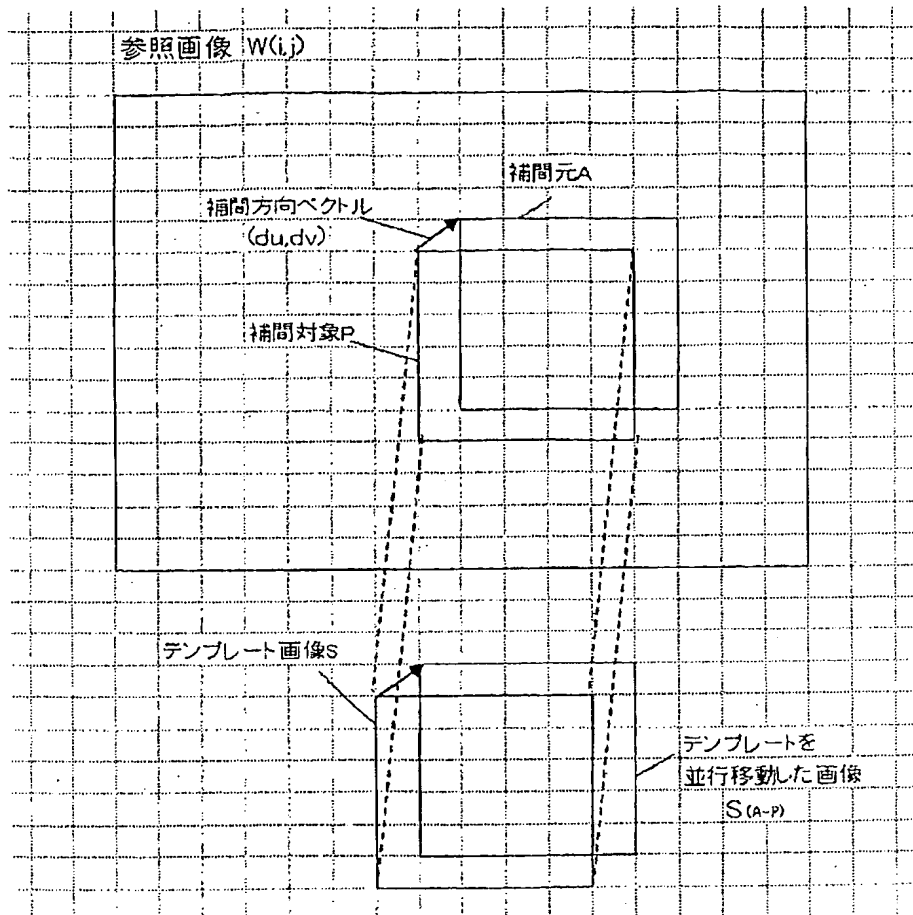 参照画像 W(i,j)
補間元A
補間方向ベクトル
(du,dv)
補間対象P
テンプレート画像S
テンプレートを
並行移動した画像
S(A-P)